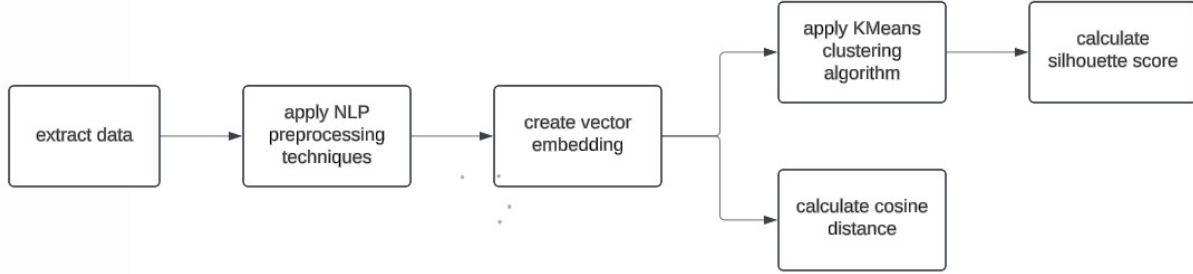 extract data
apply NLP
preprocessing
techniques
create vector
embedding
apply KMeans
clustering
algorithm
calculate
silhouette score
calculate cosine
distance